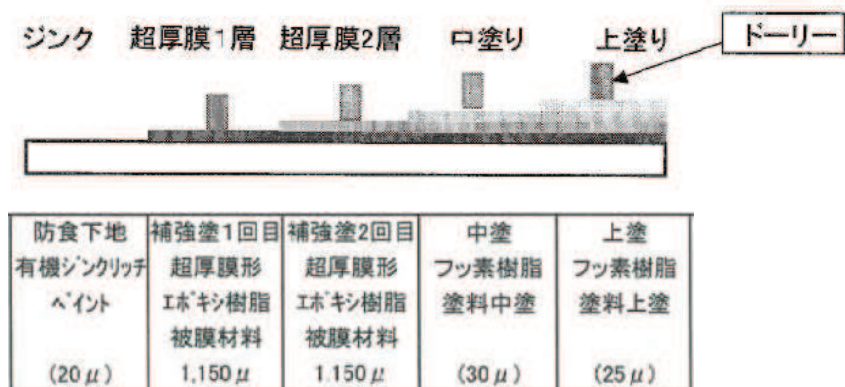 ジンク 超厚膜1層 超厚膜2層 中塗り 上塗り ドーリー
防食下地 補強塗1回目 補強塗2回目 中塗 上塗
有機ジンクリッチ 超厚膜形 超厚膜形 フッ素樹脂 フッ素樹脂
ペイント エポキシ樹脂 エポキシ樹脂 塗料中塗 塗料上塗
被膜材料 被膜材料
(20μ) 1,150μ 1.150μ (30μ) (25μ)